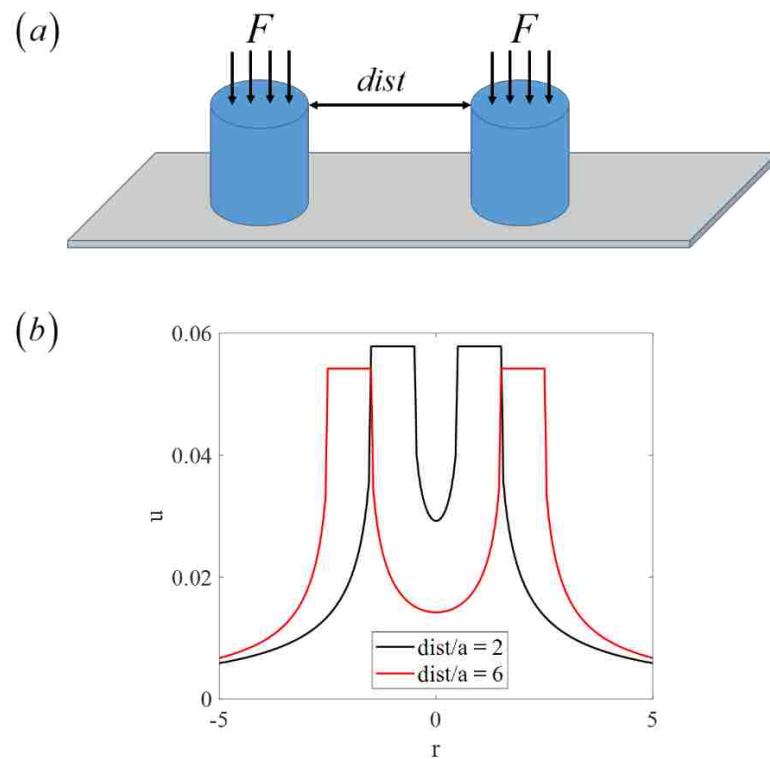 (a)
F
F
dist
(b)
0.06
0.04
0.02
0
u
dist/a = 2
dist/a = 6
-5
0
5
r